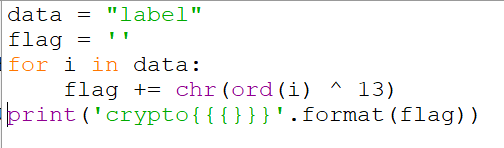 data = "label"
flag = ''
for i in data:
    flag += chr(ord(i) ^ 13)
print('crypto{{{}}}'.format(flag))